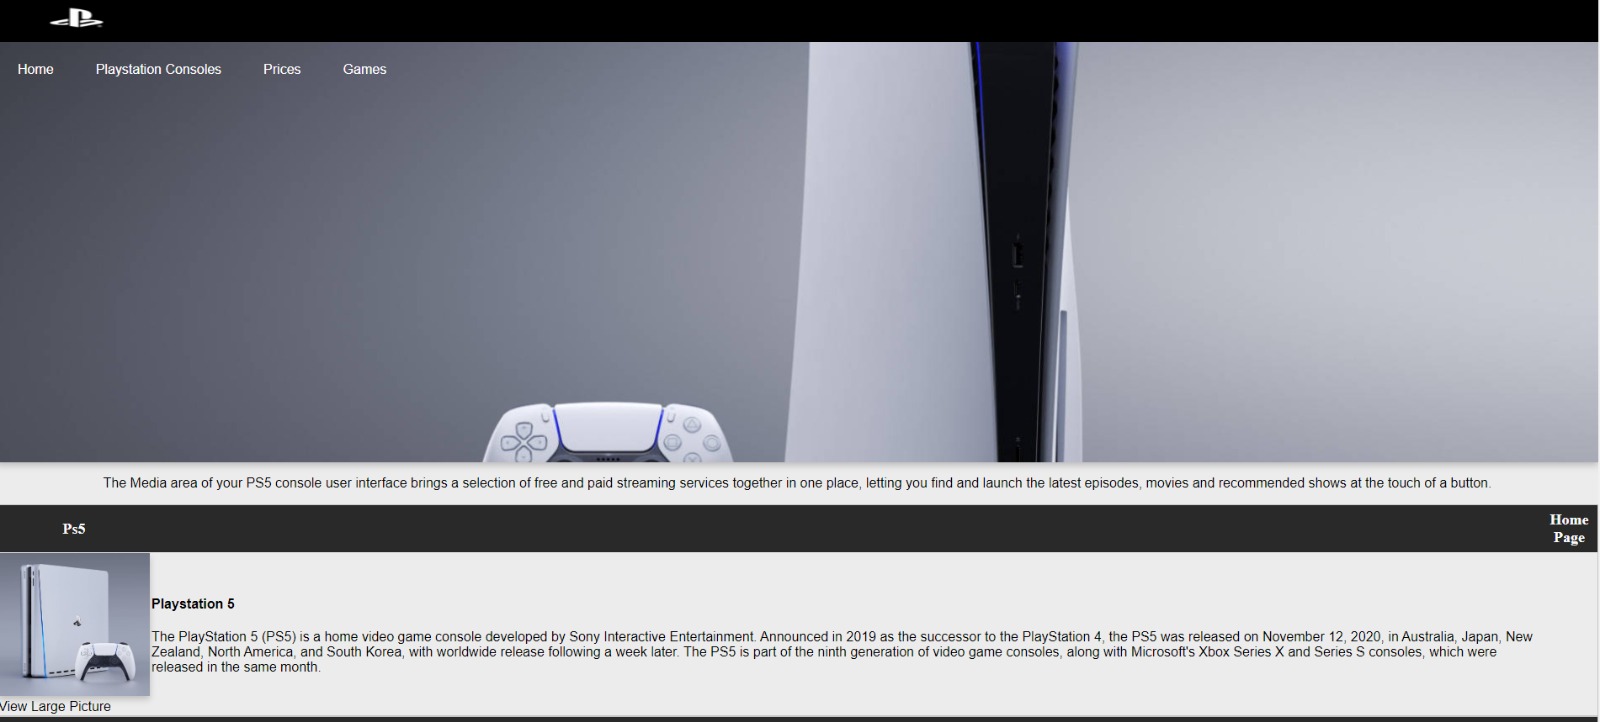 Home Playstation Consoles Prices Games
The Media area of your PS5 console user interface brings a selection of free and paid streaming services together in one place, letting you find and launch the latest episodes, movies and recommended shows at the touch of a button.
Ps5
Home
Page
Playstation 5
The PlayStation 5 (PS5) is a home video game console developed by Sony Interactive Entertainment. Announced in 2019 as the successor to the PlayStation 4, the PS5 was released on November 12, 2020, in Australia, Japan, New
Zealand, North America, and South Korea, with worldwide release following a week later. The PS5 is part of the ninth generation of video game consoles, along with Microsoft's Xbox Series X and Series S consoles, which were
released in the same month.
View Large Picture